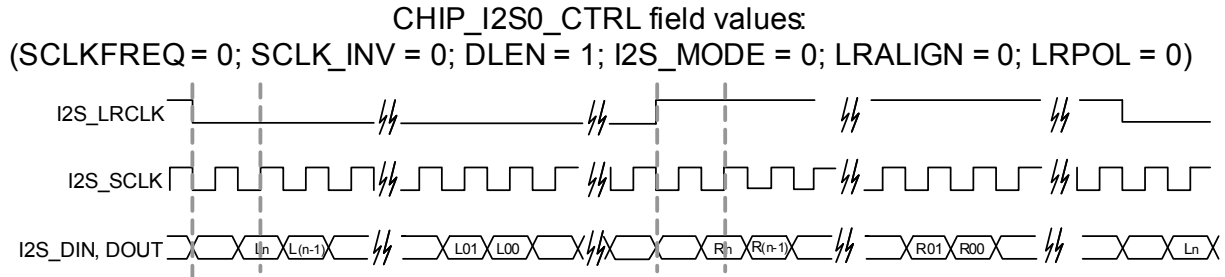 CHIP_I2S0_CTRL field values:
(SCLKFREQ = 0; SCLK_INV = 0; DLEN = 1; I2S_MODE = 0; LRALIGN = 0; LRPOL = 0)
I2S_LRCLK
I2S_SCLK
I2S_DIN, DOUT Ln L(n-1) L01 L00 Rn R(n-1) R01 R00 Ln